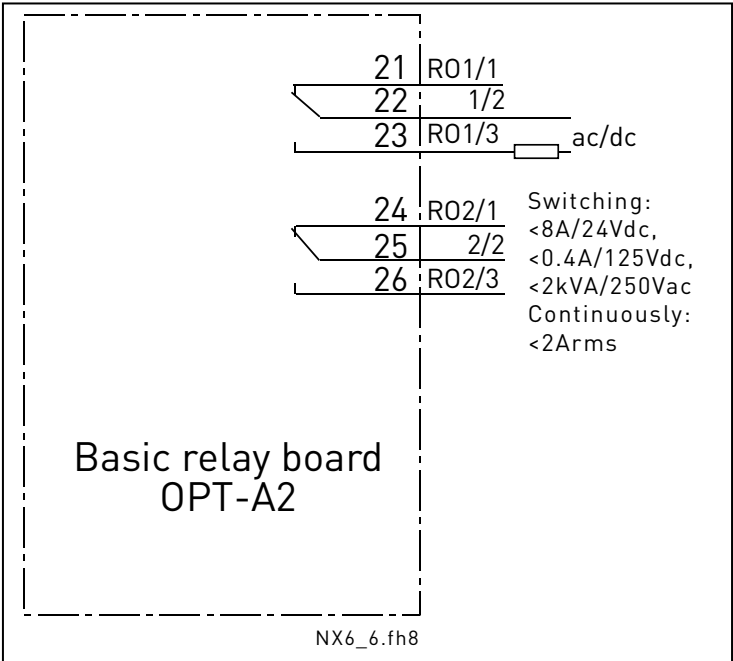 21 RO1/1
22 1/2
23 RO1/3 ac/dc
24 RO2/1
25 2/2
26 RO2/3
Switching:
<8A/24Vdc,
<0.4A/125Vdc,
<2kVA/250Vac
Continuously:
<2Arms
Basic relay board
OPT-A2
NX6_6.fh8